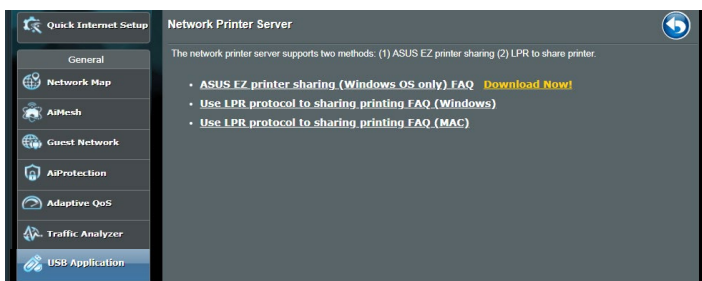 Quick Internet Setup
General
Network Map
AiMesh
Guest Network
AiProtection
Adaptive QoS
Traffic Analyzer
USB Application
Network Printer Server
The network printer server supports two methods: (1) ASUS EZ printer sharing (2) LPR to share printer.
ASUS EZ printer sharing (Windows OS only) FAQ Download Now!
Use LPR protocol to sharing printing FAQ (Windows)
Use LPR protocol to sharing printing FAQ (MAC)